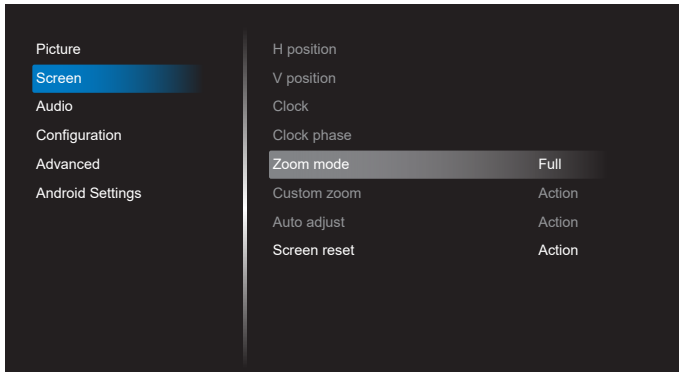 Picture
Screen
Audio
Configuration
Advanced
Android Settings
H position
V position
Clock
Clock phase
Zoom mode Full
Custom zoom Action
Auto adjust Action
Screen reset Action